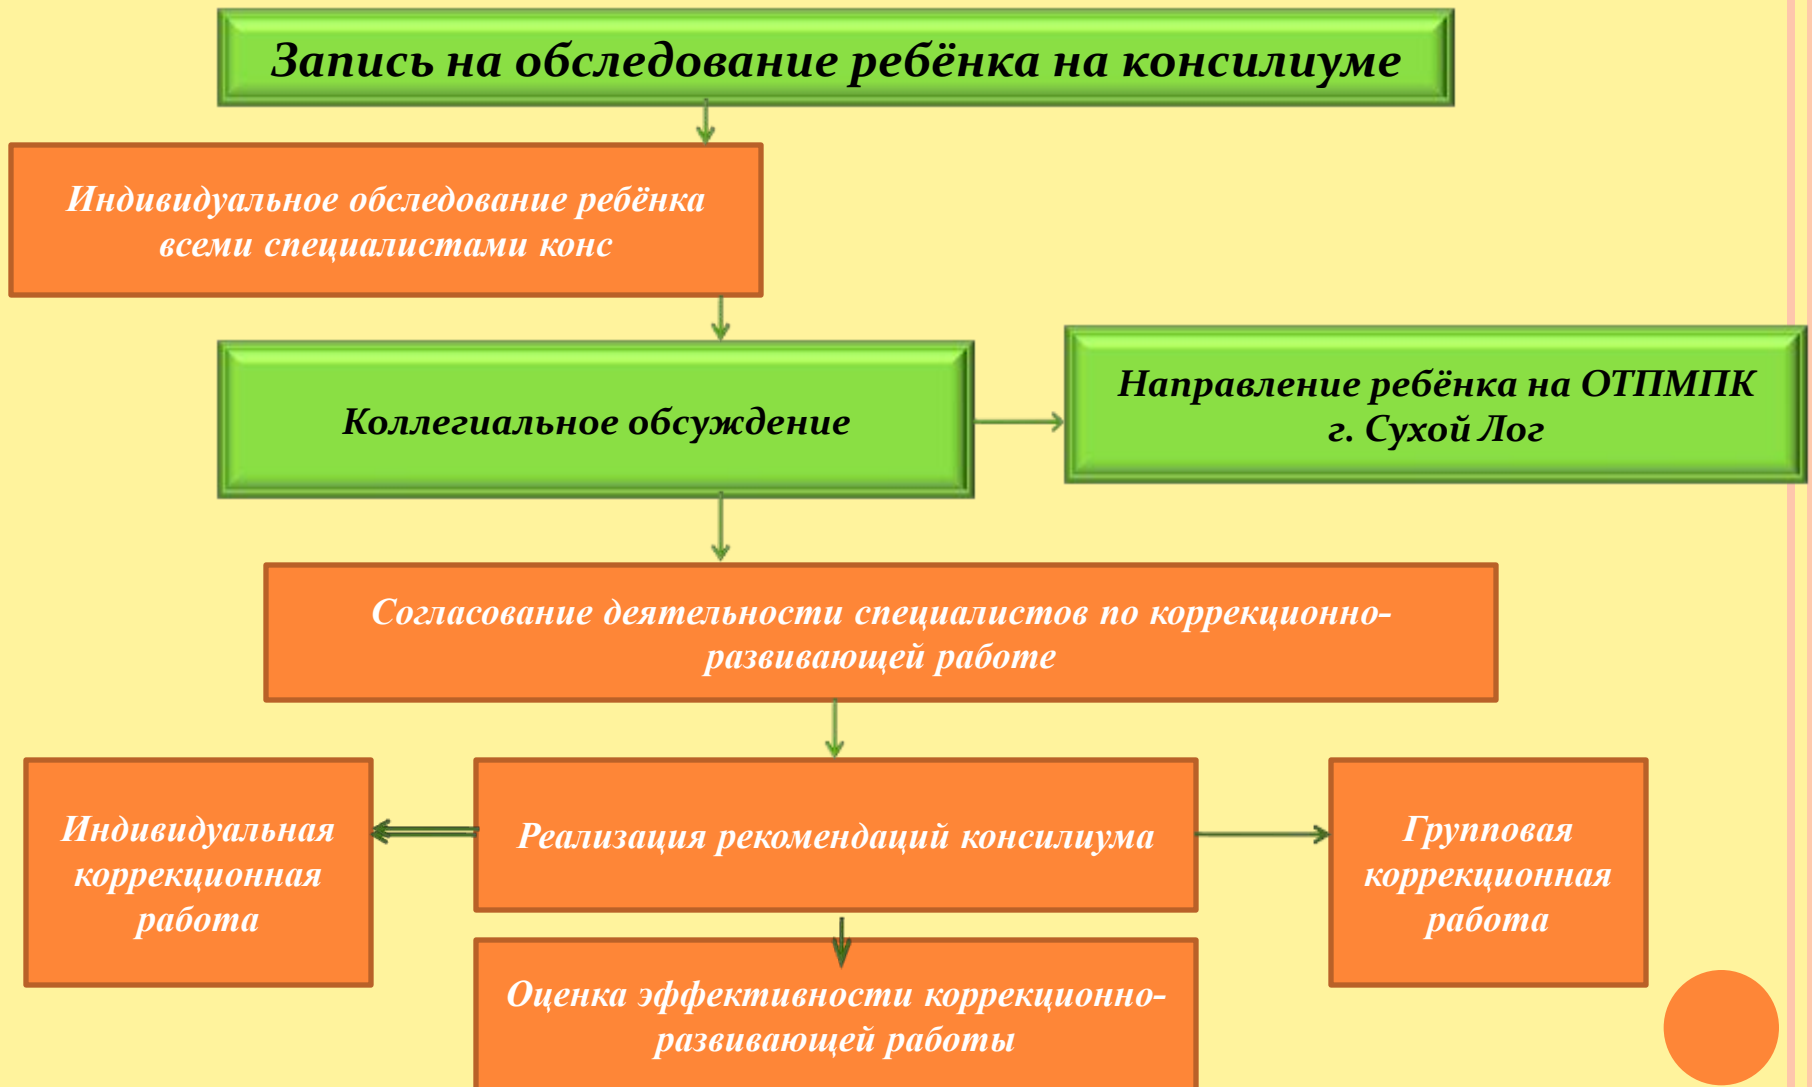 Запись на обследование ребёнка на консилиуме
Индивидуальное обследование ребёнка
всеми специалистами конс
Коллегиальное обсуждение
Направление ребёнка на ОТПМПК
г. Сухой Лог
Согласование деятельности специалистов по коррекционно-
развивающей работе
Индивидуальная
коррекционная
работа
Реализация рекомендаций консилиума
Групповая
коррекционная
работа
Оценка эффективности коррекционно-
развивающей работы